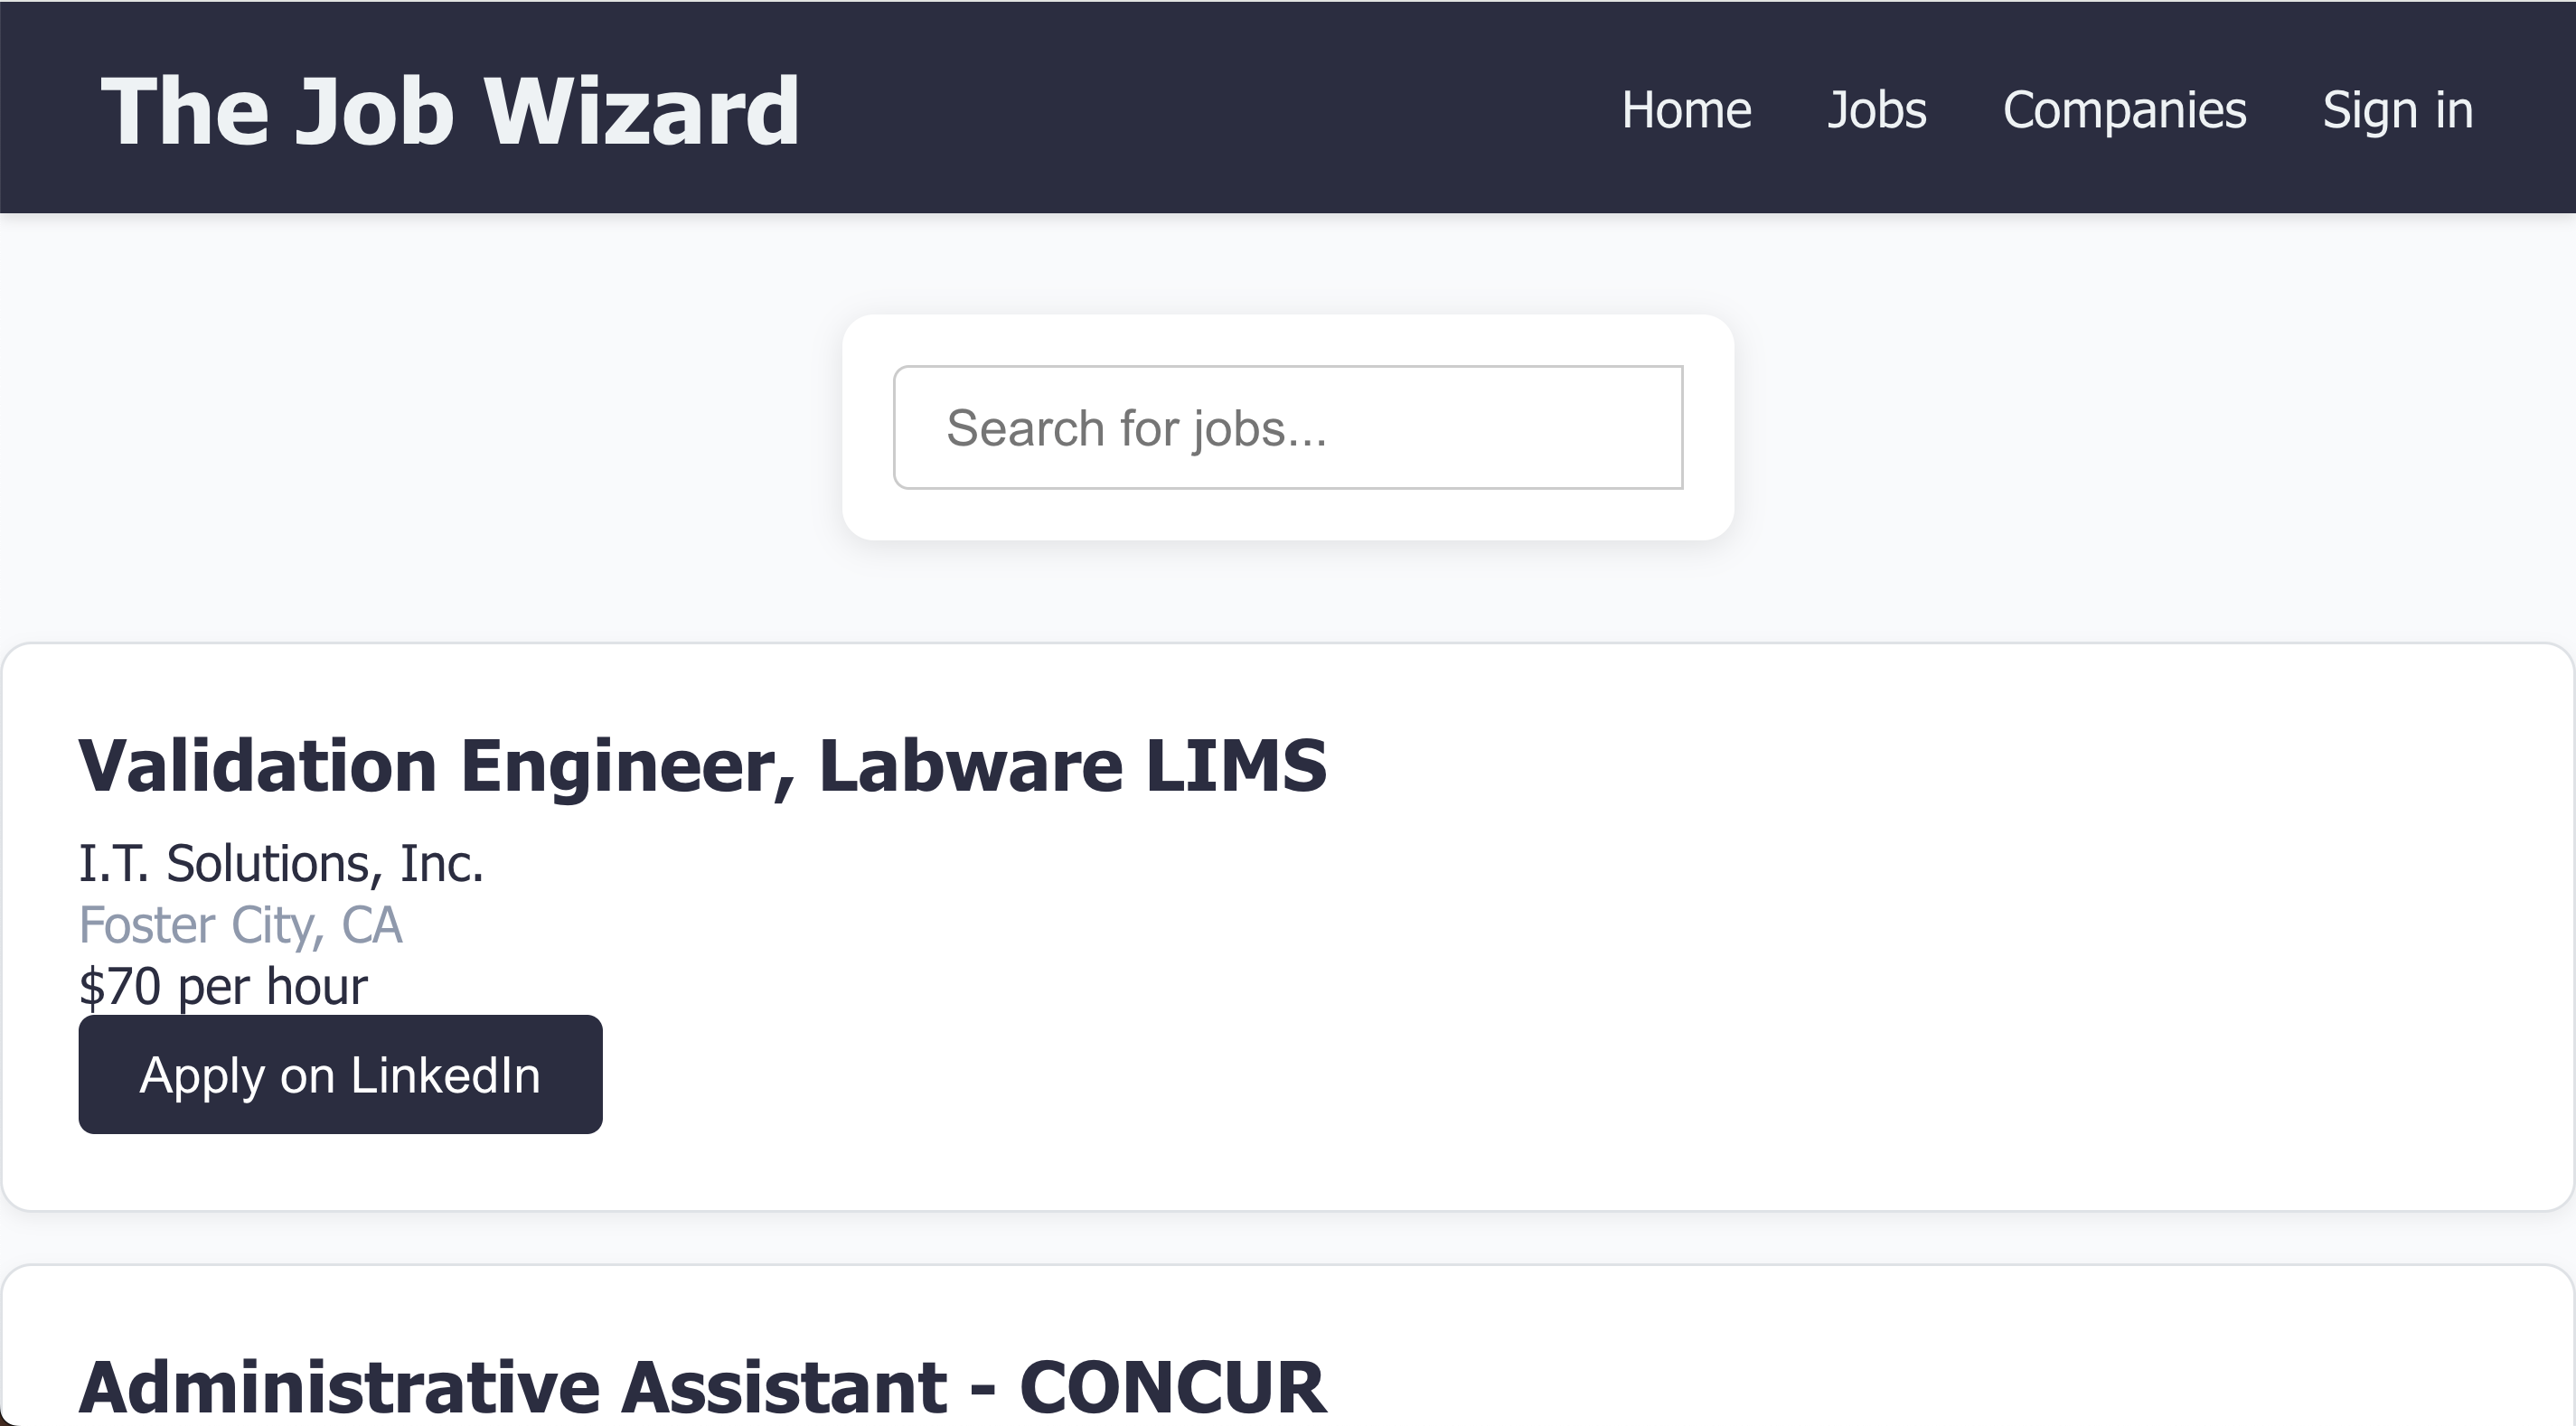 The Job Wizard
Home Jobs Companies Sign in
Search for jobs...
Validation Engineer, Labware LIMS
I.T. Solutions, Inc.
Foster City, CA
$70 per hour
Apply on LinkedIn
Administrative Assistant - CONCUR